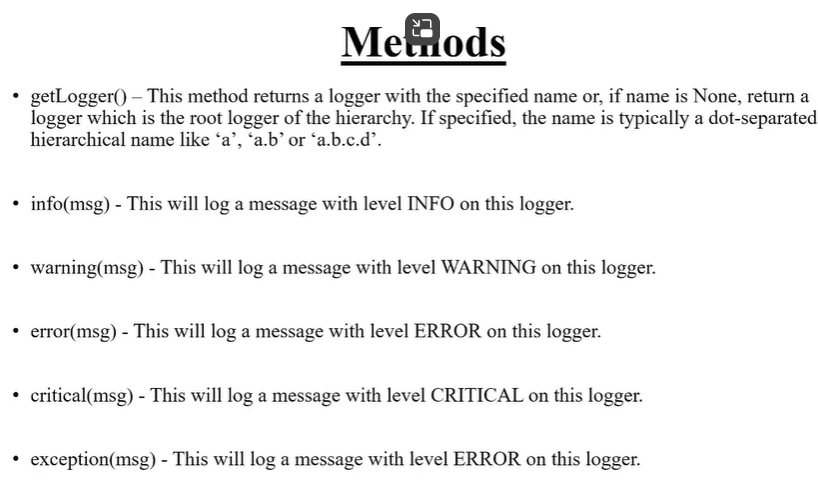 Methods
• getLogger() – This method returns a logger with the specified name or, if name is None, return a
logger which is the root logger of the hierarchy. If specified, the name is typically a dot-separated
hierarchical name like ‘a’, ‘a.b’ or ‘a.b.c.d’.
• info(msg) - This will log a message with level INFO on this logger.
• warning(msg) - This will log a message with level WARNING on this logger.
• error(msg) - This will log a message with level ERROR on this logger.
• critical(msg) - This will log a message with level CRITICAL on this logger.
• exception(msg) - This will log a message with level ERROR on this logger.